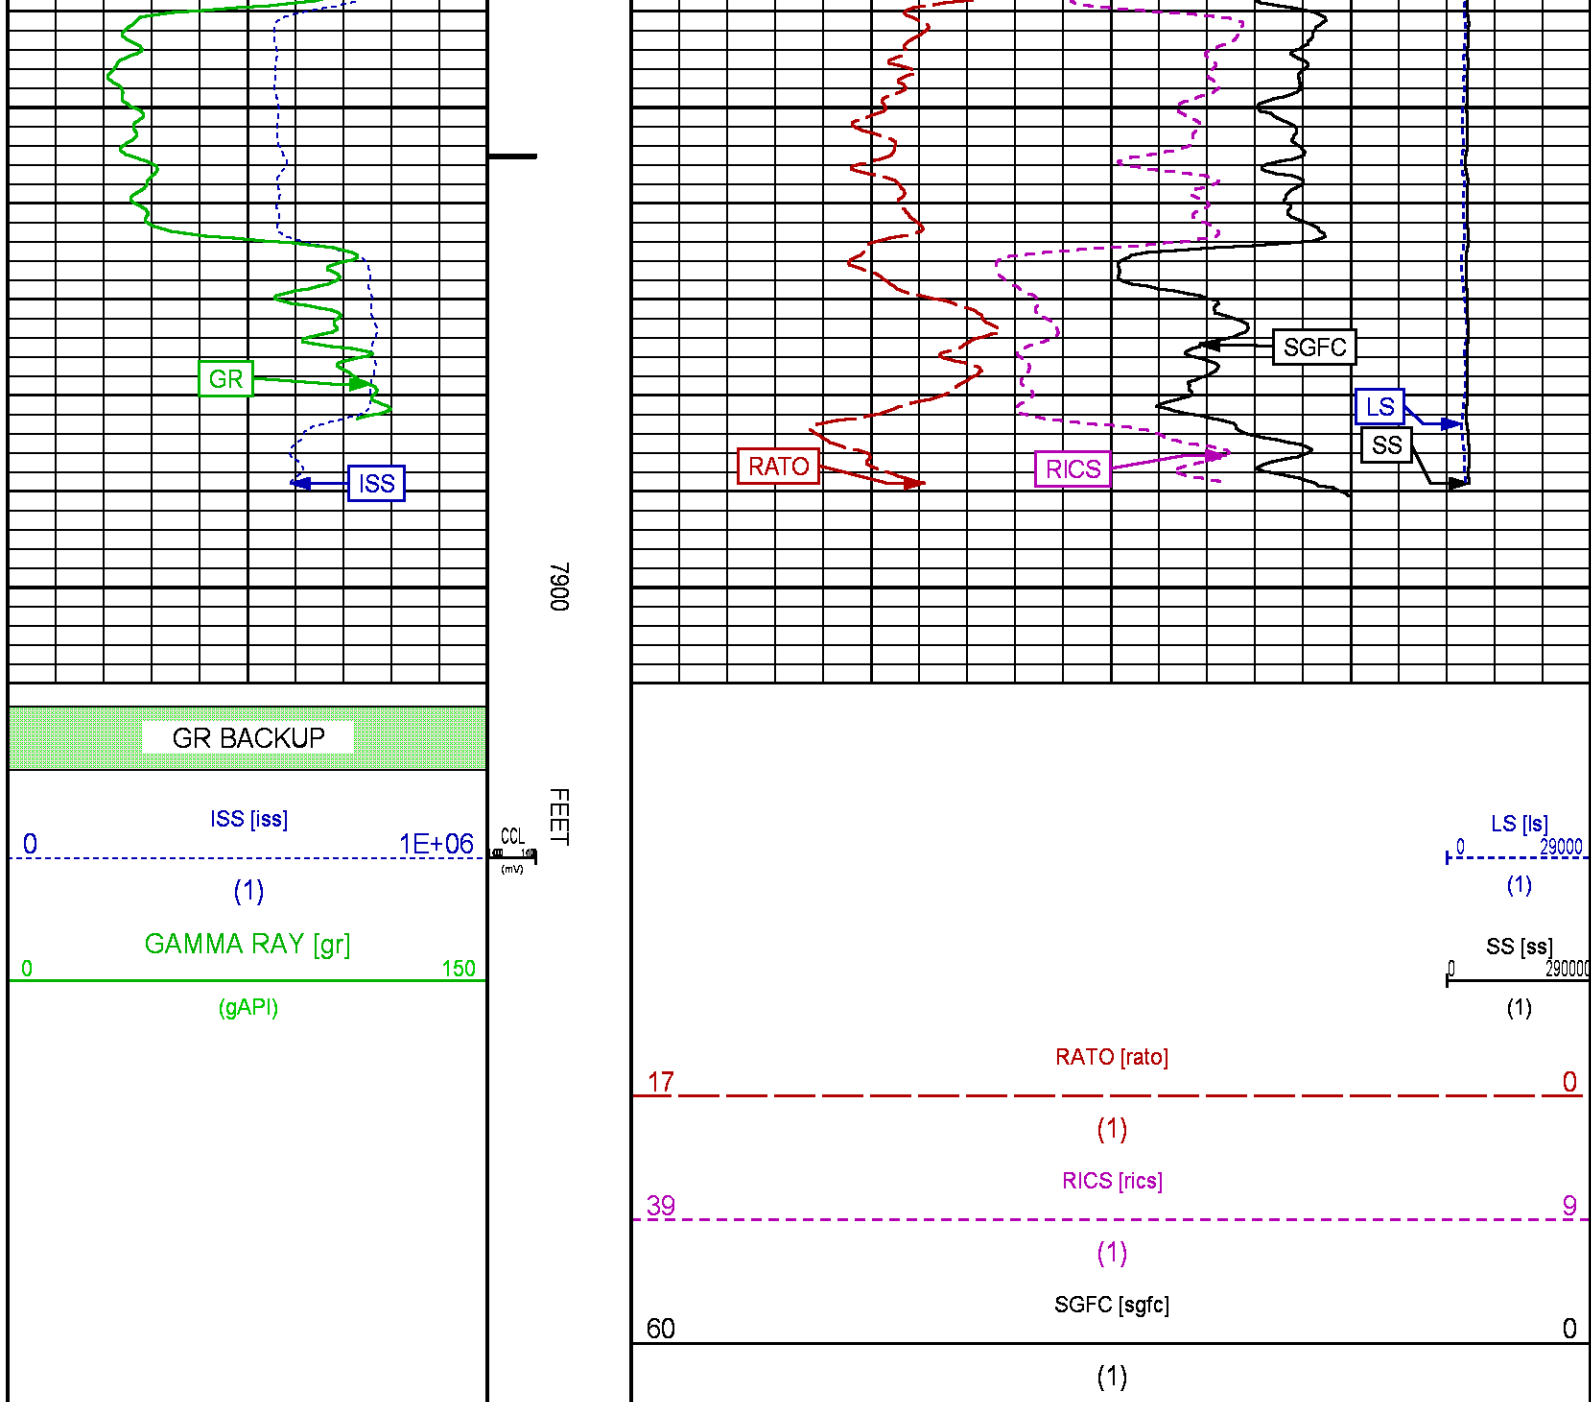 SGFC
GR
LS
SS
RATO
RICS
ISS
7900
GR BACKUP
FEET
ISS [iss]
0 1E+06
(1)
CCL
(mV)
LS [ls]
0 29000
(1)
GAMMA RAY [gr]
0 150
(gAPI)
SS [ss]
0 290000
(1)
RATO [rato]
17 0
(1)
RICS [rics]
39 9
(1)
SGFC [sgfc]
60 0
(1)